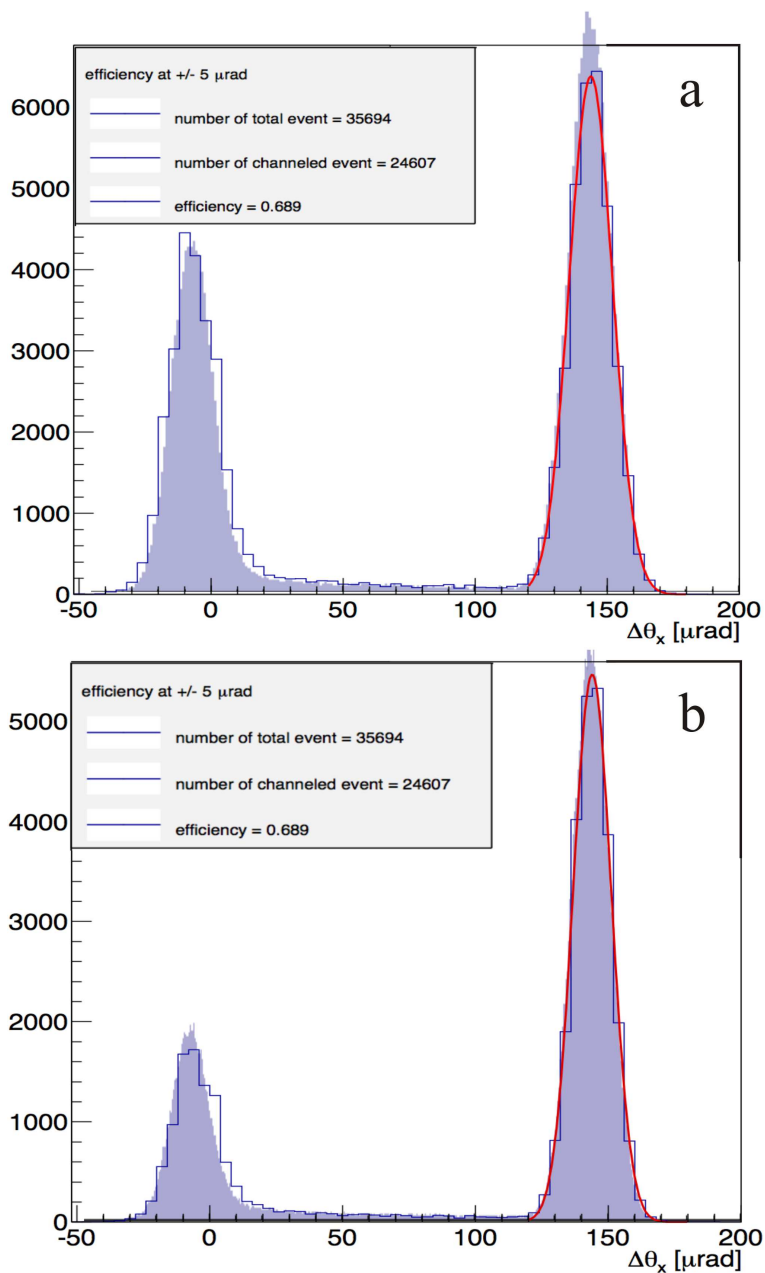 a
efficiency at +/- 5 μrad
number of total event = 35694
number of channeled event = 24607
efficiency = 0.689
6000
5000
4000
3000
2000
1000
0
-50 0 50 100 150 200
Δθx [μrad]
b
efficiency at +/- 5 μrad
number of total event = 35694
number of channeled event = 24607
efficiency = 0.689
5000
4000
3000
2000
1000
0
-50 0 50 100 150 200
Δθx [μrad]